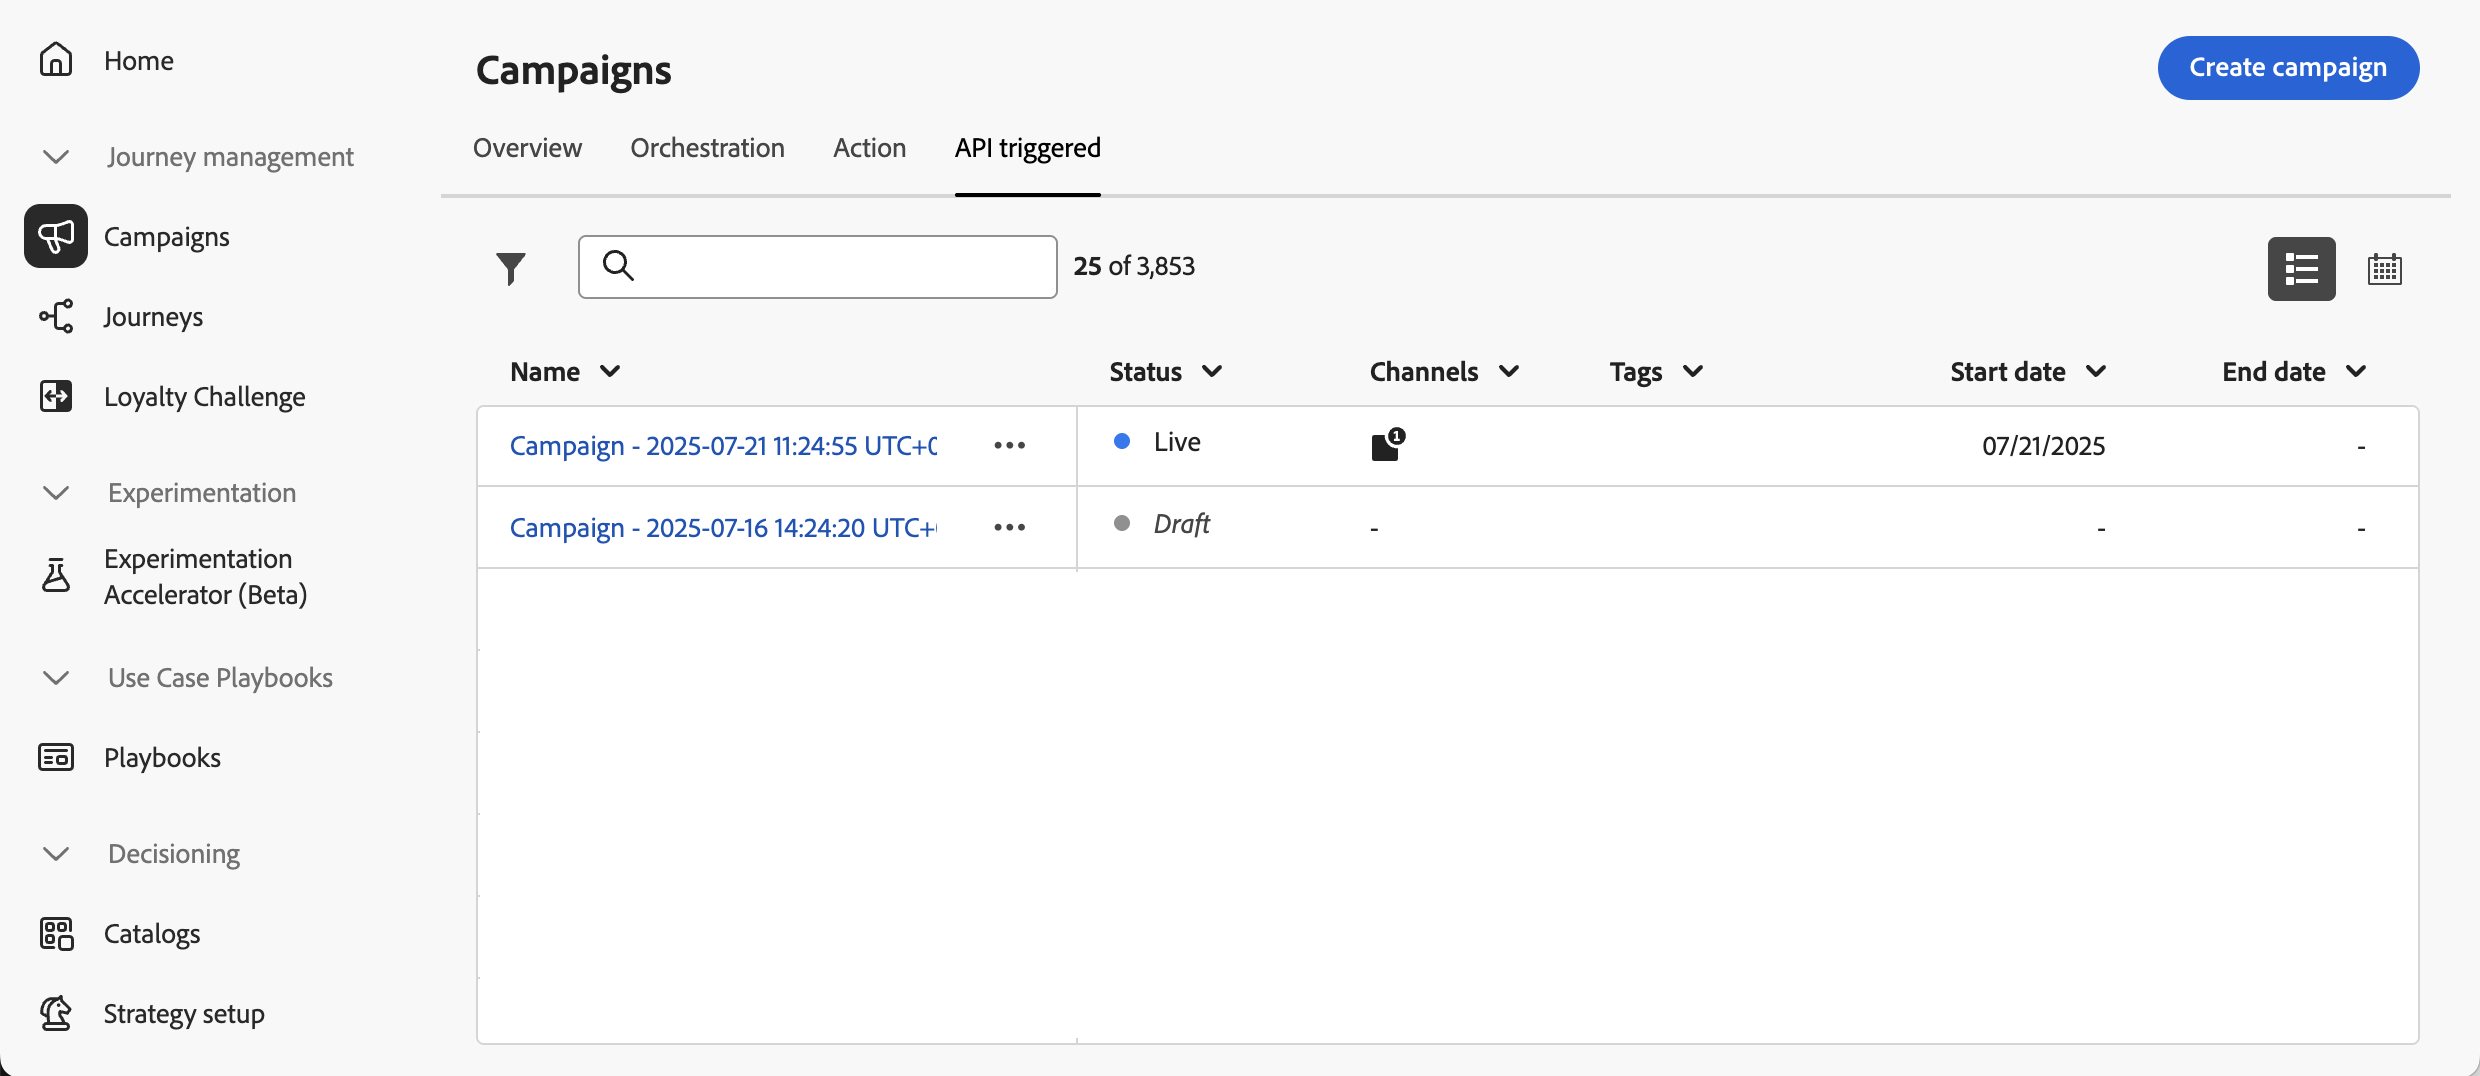 Home
Journey management
Campaigns
Journeys
Loyalty Challenge
Experimentation
Experimentation
Accelerator (Beta)
Use Case Playbooks
Playbooks
Decisioning
Catalogs
Strategy setup
Campaigns
Create campaign
Overview Orchestration Action API triggered
25 of 3,853
Name Status Channels Tags Start date End date
Campaign - 2025-07-21 11:24:55 UTC+0 Live 1 07/21/2025 -
Campaign - 2025-07-16 14:24:20 UTC+ Draft - - -